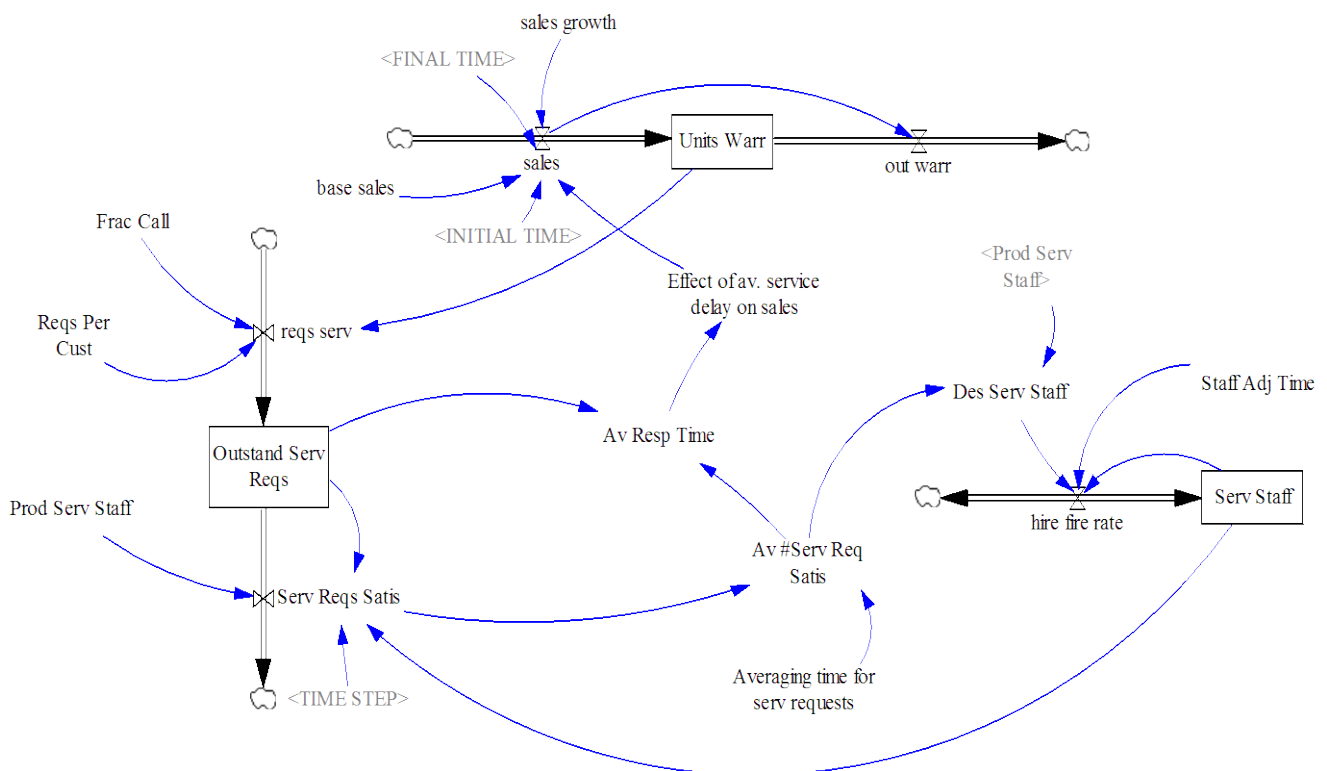 sales growth
<FINAL TIME>
Units Warr
sales
out warr
base sales
Frac Call
<INITIAL TIME>
<Prod Serv
Staff>
Effect of av. service
delay on sales
Reqs Per
Cust
reqs serv
Des Serv Staff
Staff Adj Time
Av Resp Time
Outstand Serv
Reqs
Serv Staff
Prod Serv Staff
hire fire rate
Av #Serv Req
Satis
Serv Reqs Satis
Averaging time for
serv requests
<TIME STEP>